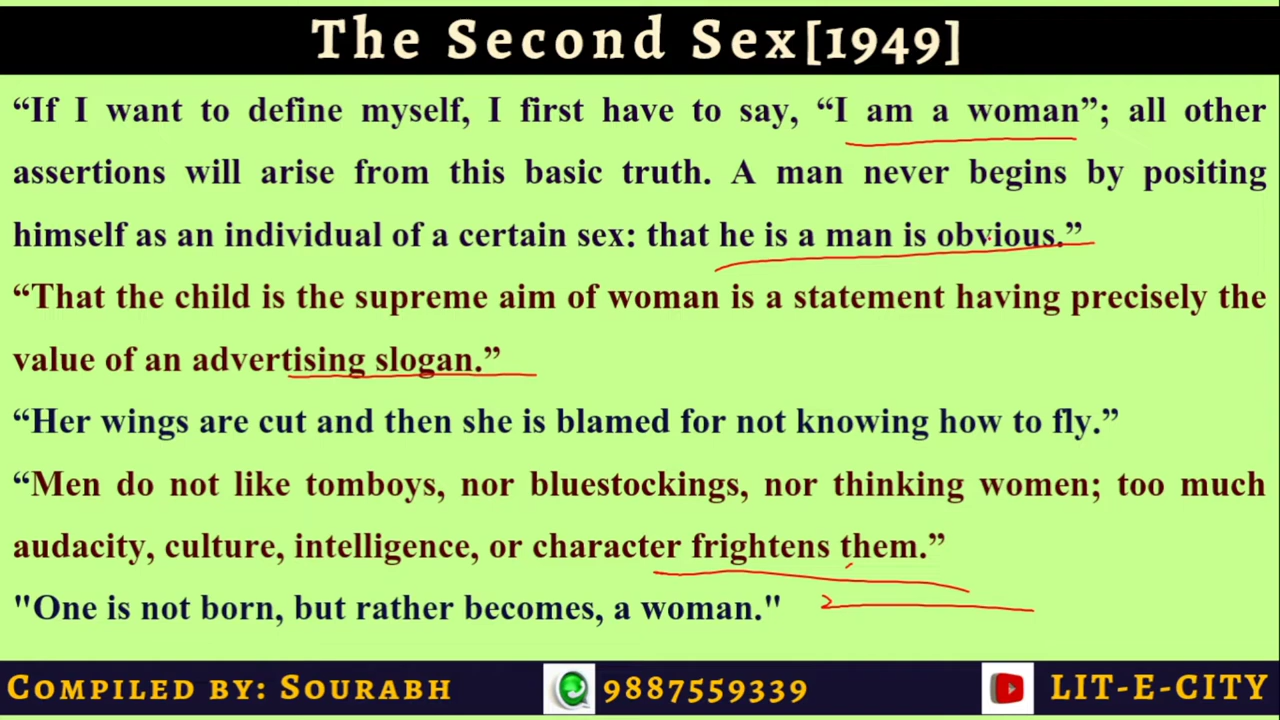 The Second Sex[1949]
“If I want to define myself, I first have to say, “I am a woman”; all other
assertions will arise from this basic truth. A man never begins by positing
himself as an individual of a certain sex: that he is a man is obvious.”
“That the child is the supreme aim of woman is a statement having precisely the
value of an advertising slogan.”
“Her wings are cut and then she is blamed for not knowing how to fly.”
“Men do not like tomboys, nor bluestockings, nor thinking women; too much
audacity, culture, intelligence, or character frightens them.”
"One is not born, but rather becomes, a woman."
Compiled by: Sourabh 9887559339 LIT-E-CITY